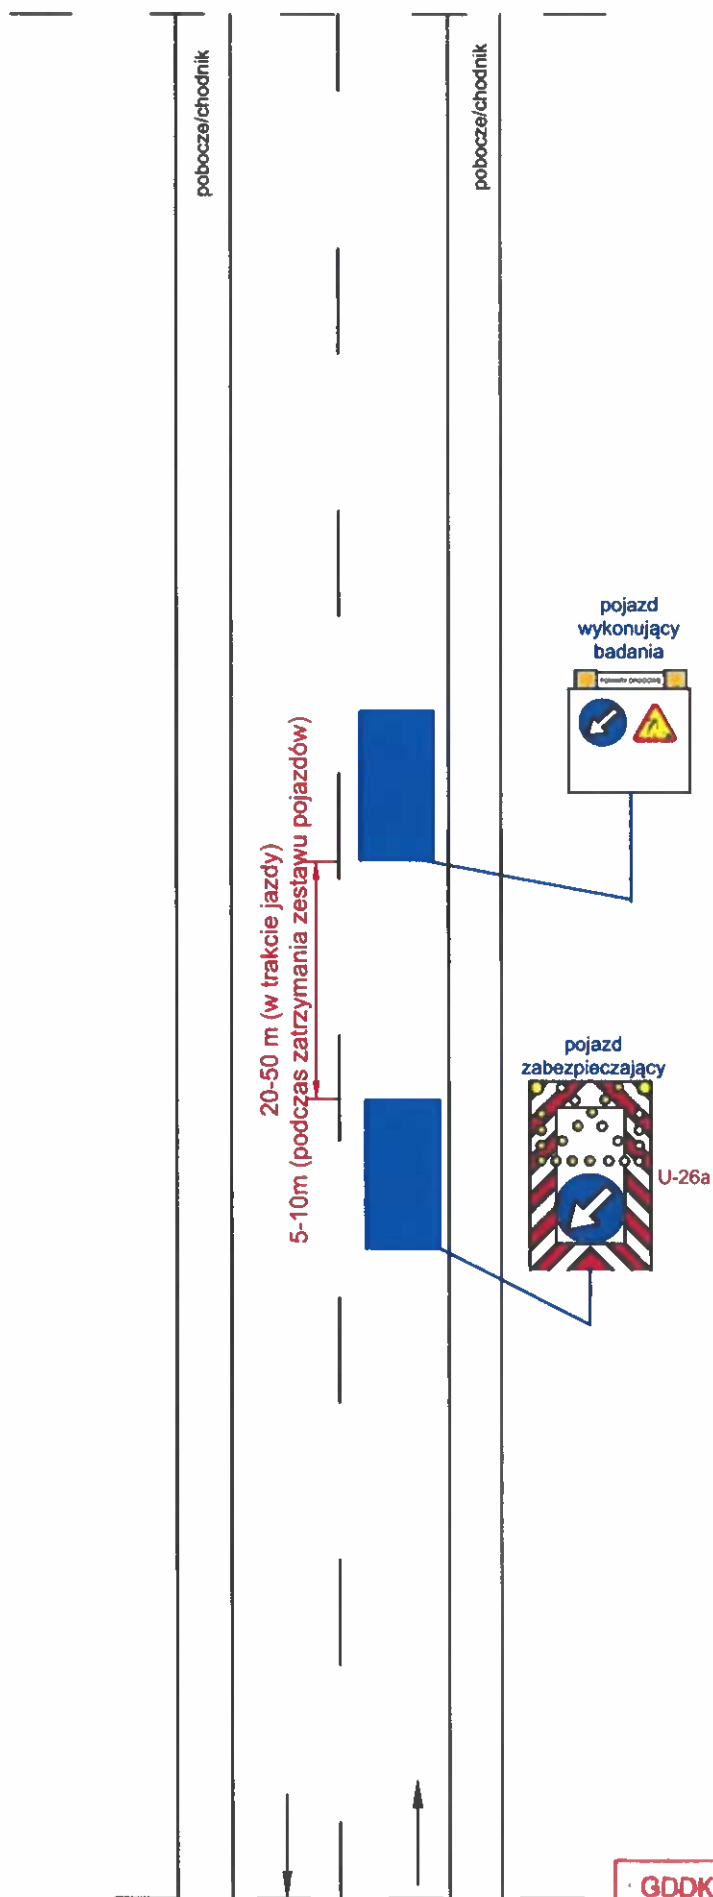 pobocze/chodnik
pobocze/chodnik
pojazd
wykonujący
badania
20-50 m (w trakcie jazdy)
5-10m (podczas zatrzymania zestawu pojazdów)
pojazd
zabezpieczający
U-26a
GDDK